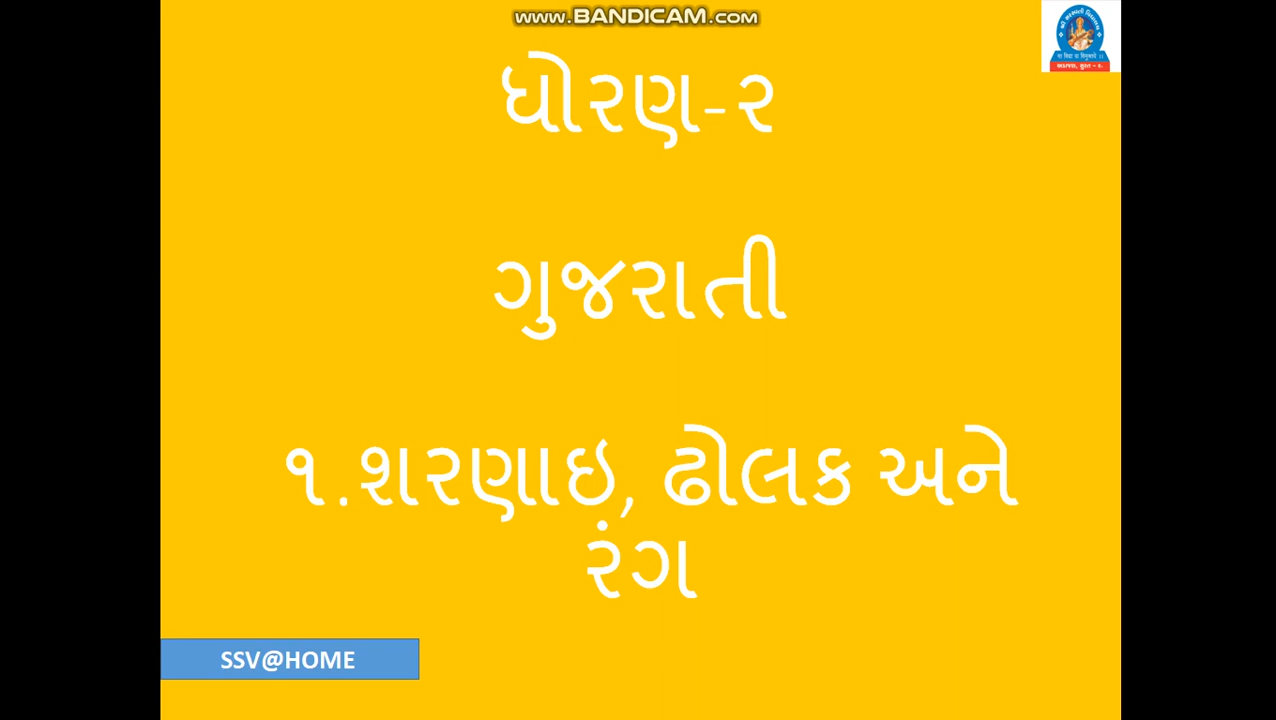 www.BANDICAM.com
ધોરણ-૨
ગુજરાતી
૧.શરણાઇ, ઢોલક અને
રંગ
SSV@HOME